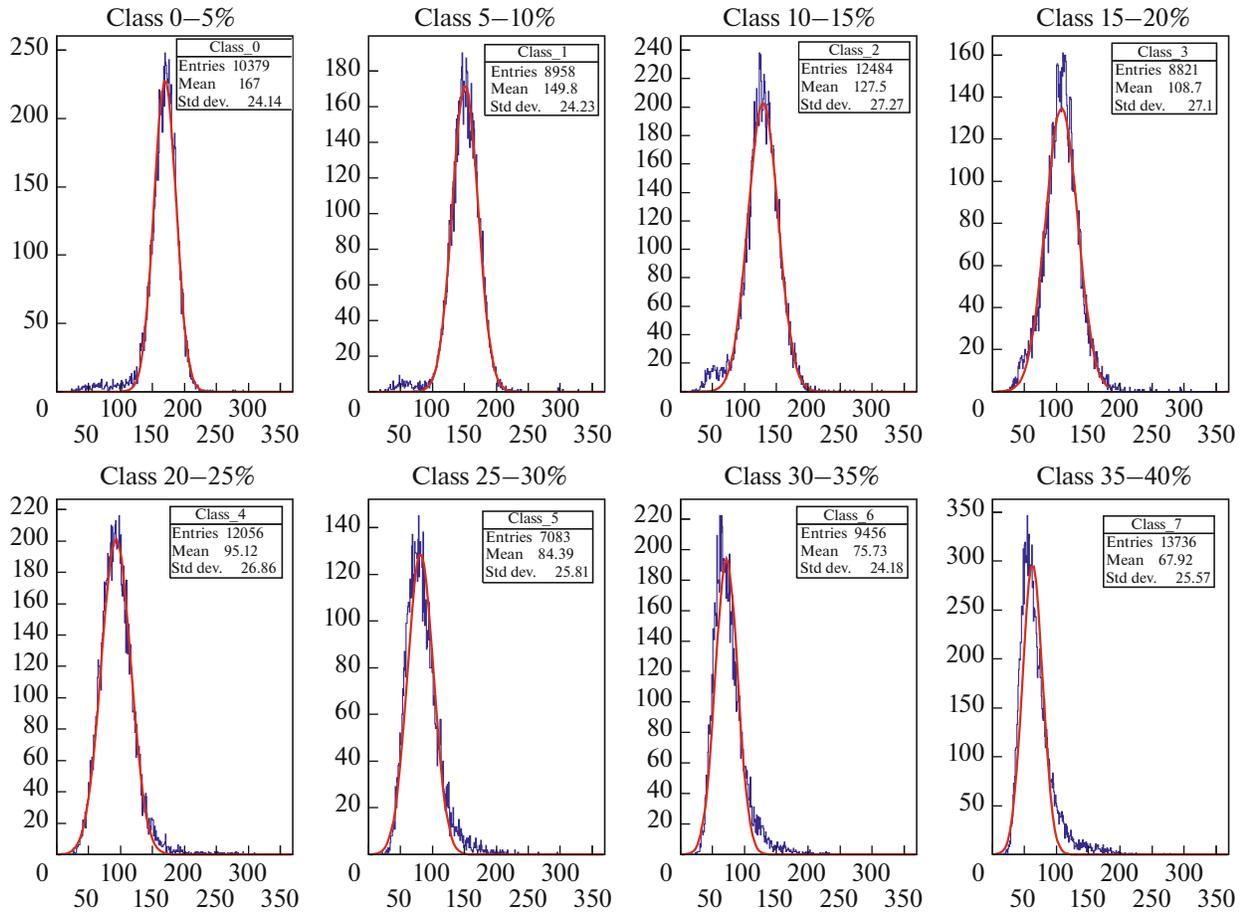 Class 0–5%
Class 5–10%
Class 10–15%
Class 15–20%
250
200
150
100
50
Class_0
Entries 10379
Mean 167
Std dev. 24.14
180
160
140
120
100
80
60
40
20
Class_1
Entries 8958
Mean 149.8
Std dev. 24.23
240
220
200
180
160
140
120
100
80
60
40
20
Class_2
Entries 12484
Mean 127.5
Std dev. 27.27
160
140
120
100
80
60
40
20
Class_3
Entries 8821
Mean 108.7
Std dev. 27.1
0 100 200 300
50 150 250 350
0 100 200 300
50 150 250 350
0 100 200 300
50 150 250 350
0 100 200 300
50 150 250 350
Class 20–25%
Class 25–30%
Class 30–35%
Class 35–40%
220
200
180
160
140
120
100
80
60
40
20
Class_4
Entries 12056
Mean 95.12
Std dev. 26.86
140
120
100
80
60
40
20
Class_5
Entries 7083
Mean 84.39
Std dev. 25.81
220
200
180
160
140
120
100
80
60
40
20
Class_6
Entries 9456
Mean 75.73
Std dev. 24.18
350
300
250
200
150
100
50
Class_7
Entries 13736
Mean 67.92
Std dev. 25.57
0 100 200 300
50 150 250 350
0 100 200 300
50 150 250 350
0 100 200 300
50 150 250 350
0 100 200 300
50 150 250 350